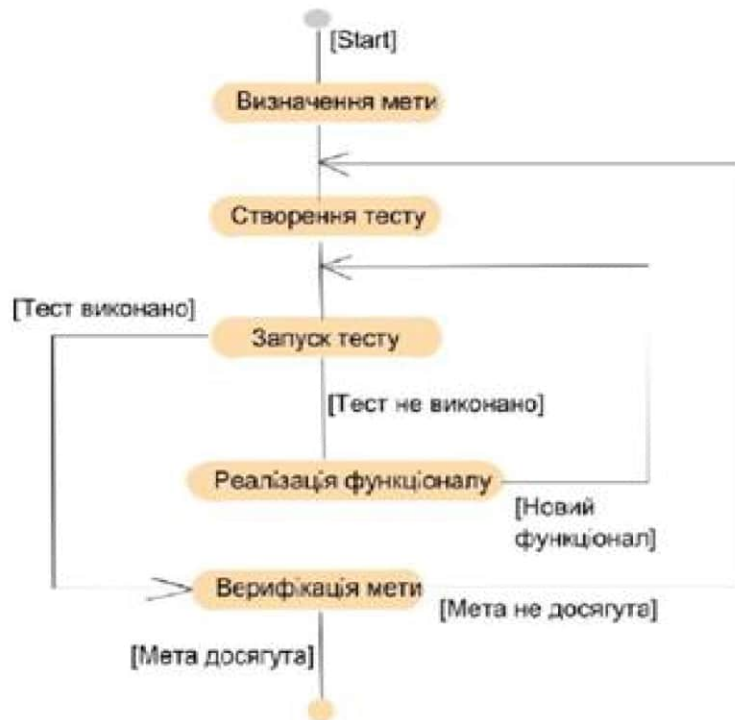 [Start]
Визначення мети
Створення тесту
[Тест виконано]
Запуск тесту
[Тест не виконано]
Реалізація функціоналу
[Новий
функціонал]
Верифікація мети
[Мета не досягута]
[Мета досягута]